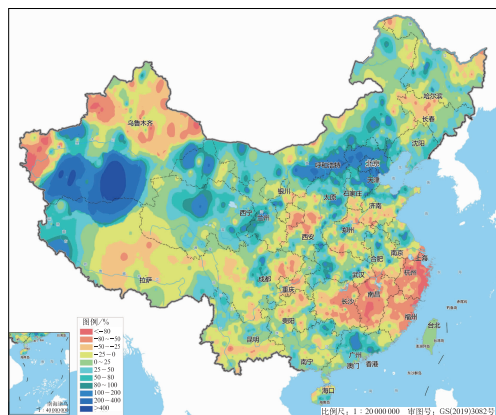 哈尔滨
长春
乌鲁木齐
沈阳
呼和浩特
北京
天津
银川
太原
石家庄
济南
西宁
兰州
西安
郑州
合肥
南京
上海
拉萨
成都
武汉
杭州
重庆
长沙
南昌
贵阳
福州
昆明
台北
南宁
广州
澳门
香港
海口
图例/%
<-80
-80~-50
-50~-25
-25~0
0~25
25~50
50~80
80~100
100~200
200~400
>400
南海诸岛
1:40 000 000
比例尺:1:20 000 000 审图号:GS(2019)3082